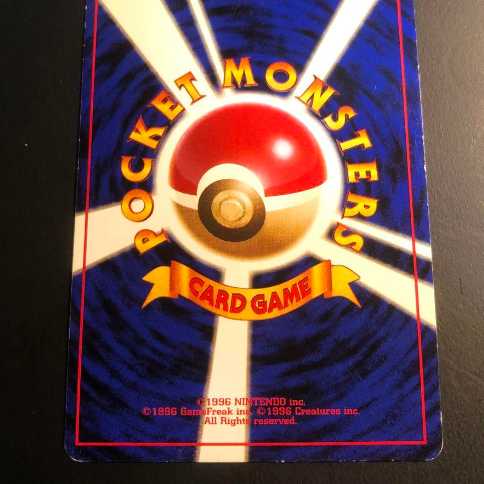 POCKET MONSTERS
CARD GAME
©1996 NINTENDO inc.
©1996 GameFreak inc. ©1996 Creatures inc.
All Rights reserved.